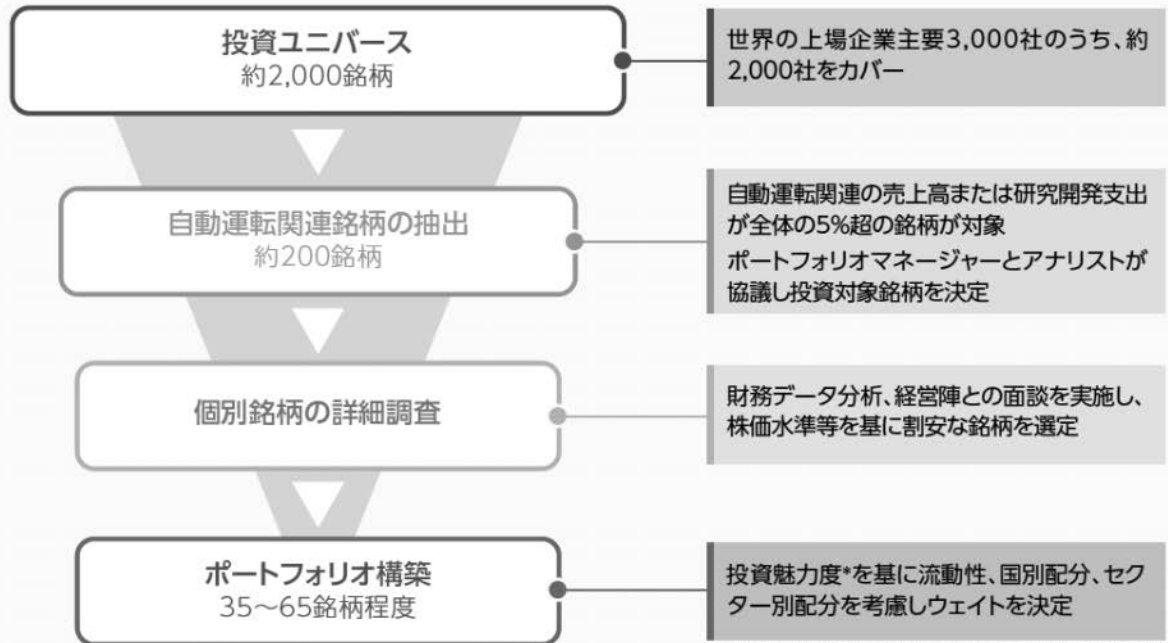 投資ユニバース
約2,000銘柄
世界の上場企業主要3,000社のうち、約
2,000社をカバー
自動運転関連銘柄の抽出
約200銘柄
自動運転関連の売上高または研究開発支出
が全体の5%超の銘柄が対象
ポートフォリオマネージャーとアナリストが
協議し投資対象銘柄を決定
個別銘柄の詳細調査
財務データ分析、経営陣との面談を実施し、
株価水準等を基に割安な銘柄を選定
ポートフォリオ構築
35～65銘柄程度
投資魅力度*を基に流動性、国別配分、セク
ター別配分を考慮しウェイトを決定